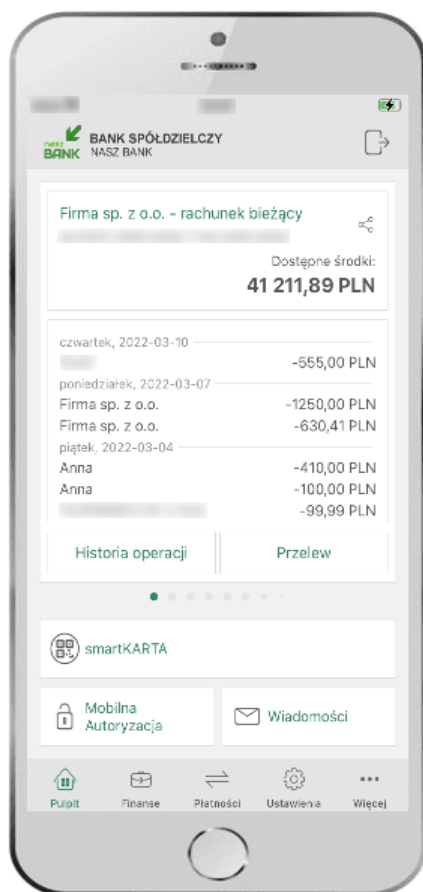 nasz
BANK
BANK SPÓŁDZIELCZY
NASZ BANK
Firma sp. z o.o. – rachunek bieżący
Dostępne środki:
41 211,89 PLN
czwartek, 2022-03-10
-555,00 PLN
poniedziałek, 2022-03-07
Firma sp. z o.o. -1250,00 PLN
Firma sp. z o.o. -630,41 PLN
piątek, 2022-03-04
Anna -410,00 PLN
Anna -100,00 PLN
-99,99 PLN
Historia operacji Przelew
smartKARTA
Mobilna
Autoryzacja
Wiadomości
Pulpit Finanse Płatności Ustawienia Więcej